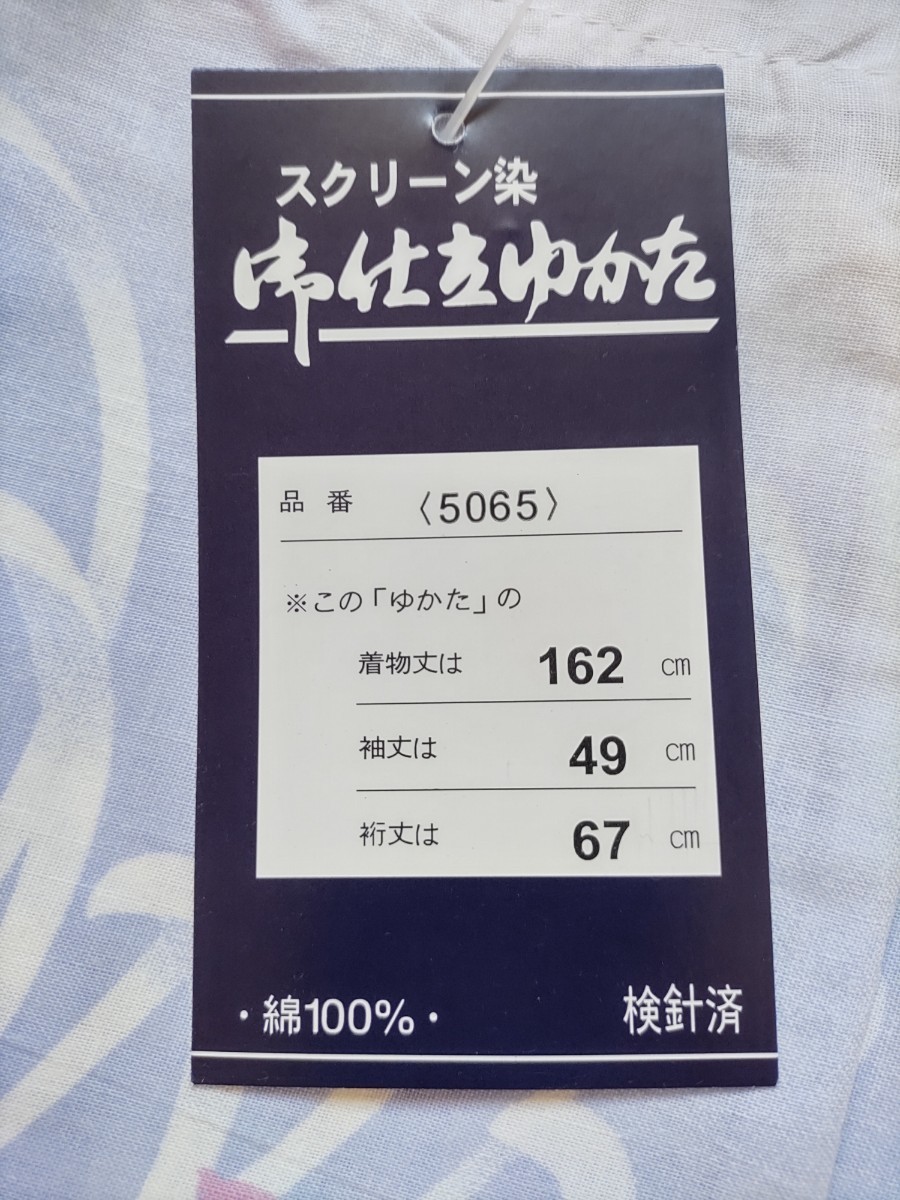 スクリーン染
御仕立ゆかた
品番 〈5065〉
※この「ゆかた」の
着物丈は 162 cm
袖丈は 49 cm
裄丈は 67 cm
・綿100%・ 検針済